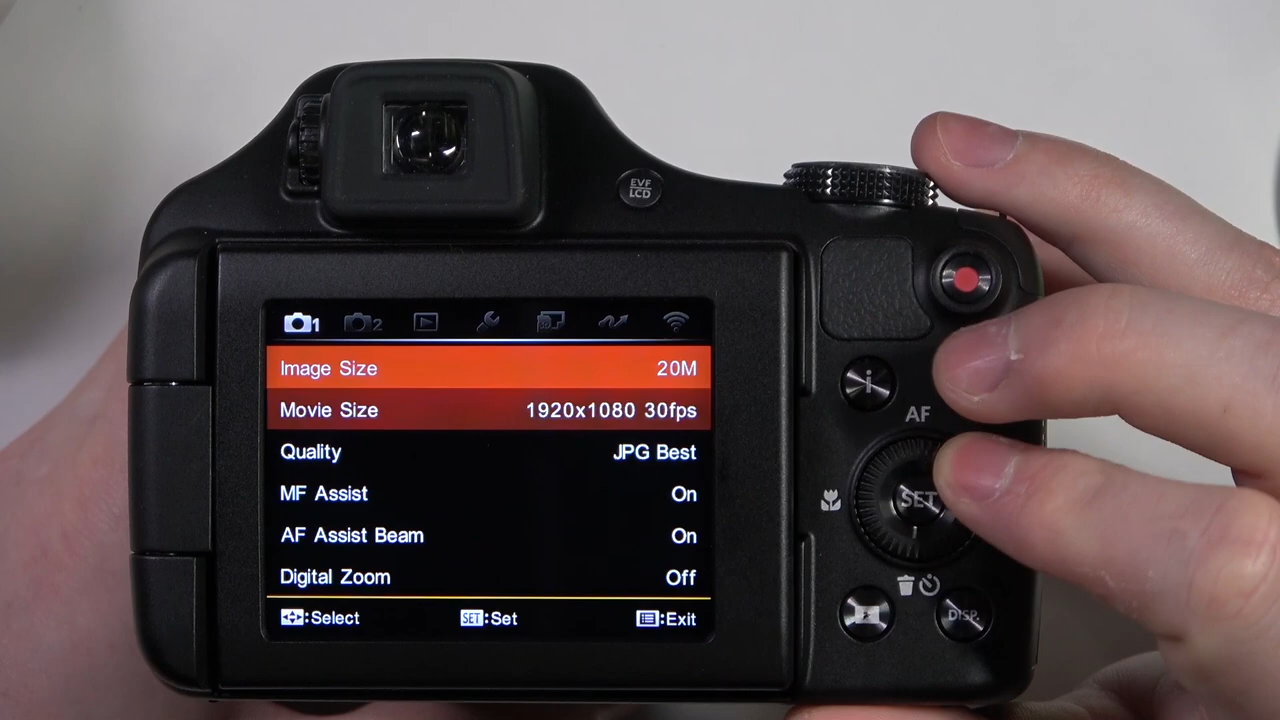 EVF
LCD
1 2
Image Size 20M
Movie Size 1920x1080 30fps
Quality JPG Best
MF Assist On
AF Assist Beam On
Digital Zoom Off
:Select SET:Set :Exit
i
AF
SET
DISP.